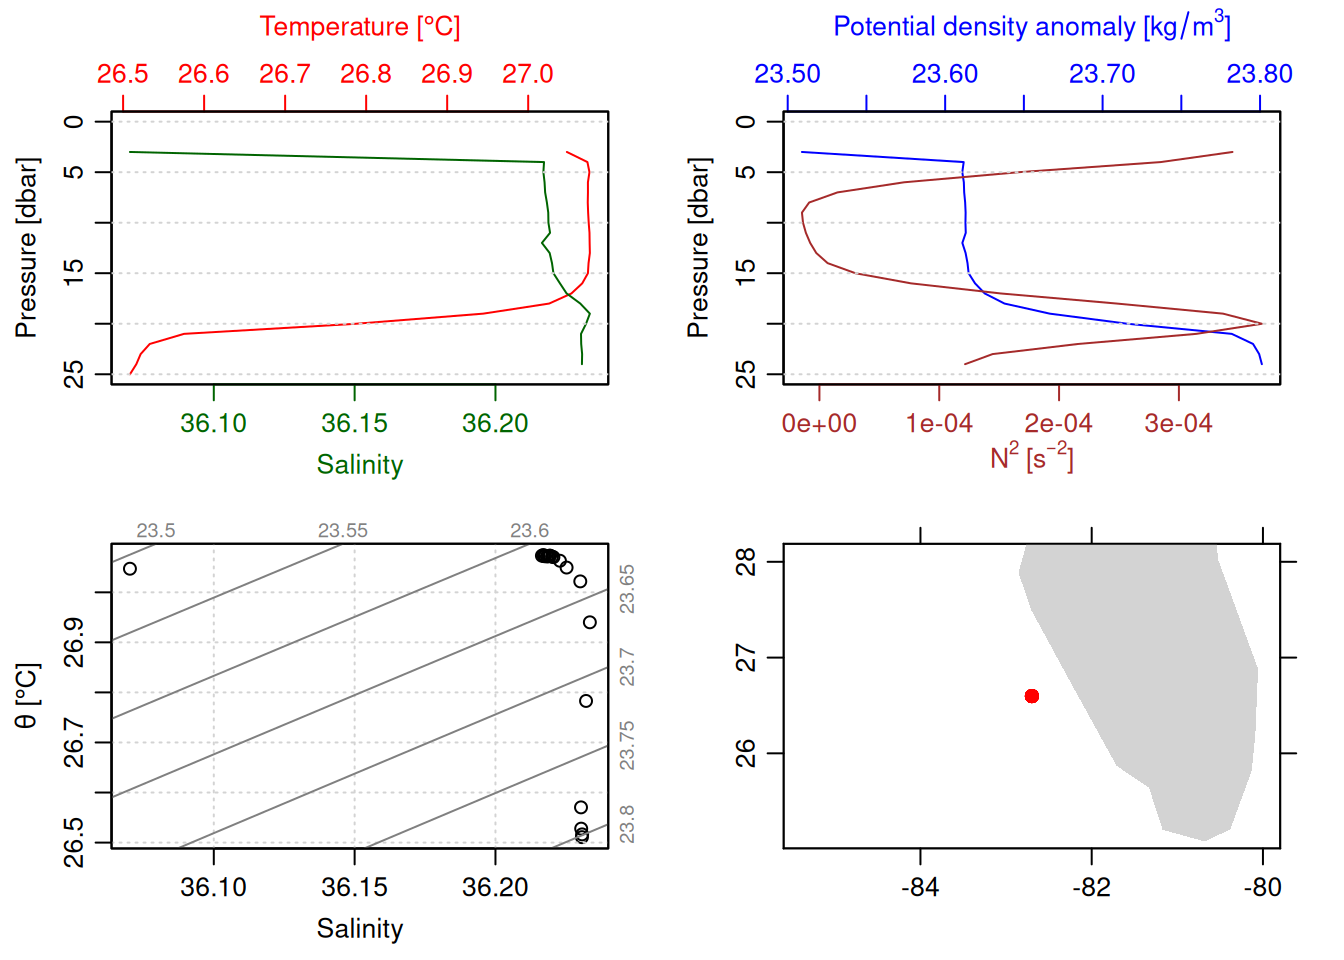 Temperature [°C]
26.5 26.6 26.7 26.8 26.9 27.0
Pressure [dbar]
0
5
15
25
36.10 36.15 36.20
Salinity
Potential density anomaly [kg/m³]
23.50 23.60 23.70 23.80
Pressure [dbar]
0
5
15
25
0e+00 1e-04 2e-04 3e-04
N² [s⁻²]
23.5 23.55 23.6
23.65
23.7
23.75
23.8
θ [°C]
26.9
26.7
26.5
36.10 36.15 36.20
Salinity
28
27
26
-84 -82 -80